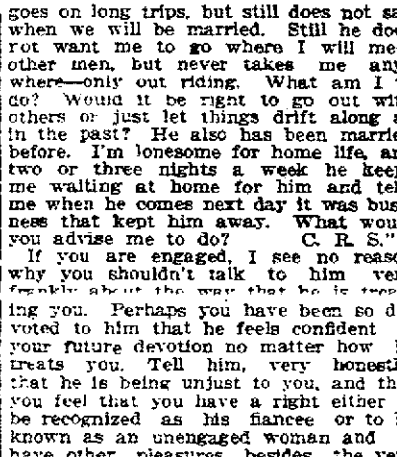 goes on long trips, but still does not sa
when we will be married. Still he doe
rot want me to go where I will me
other men, but never takes me any
where—only out riding. What am I t
do? Would it be right to go out wit
others or just let things drift along a
in the past? He also has been marrie
before. I'm lonesome for home life, an
two or three nights a week he keep
me waiting at home for him and tel
me when he comes next day it was bus
ness that kept him away. What woul
you advise me to do? C. R. S."
If you are engaged, I see no reaso
why you shouldn't talk to him ver
frankly about the way that he is trea
ing you. Perhaps you have been so d
voted to him that he feels confident
your future devotion no matter how h
treats you. Tell him, very honestl
that he is being unjust to you, and tha
you feel that you have a right either t
be recognized as his fiancee or to b
known as an unengaged woman and
have other pleasures besides the ver